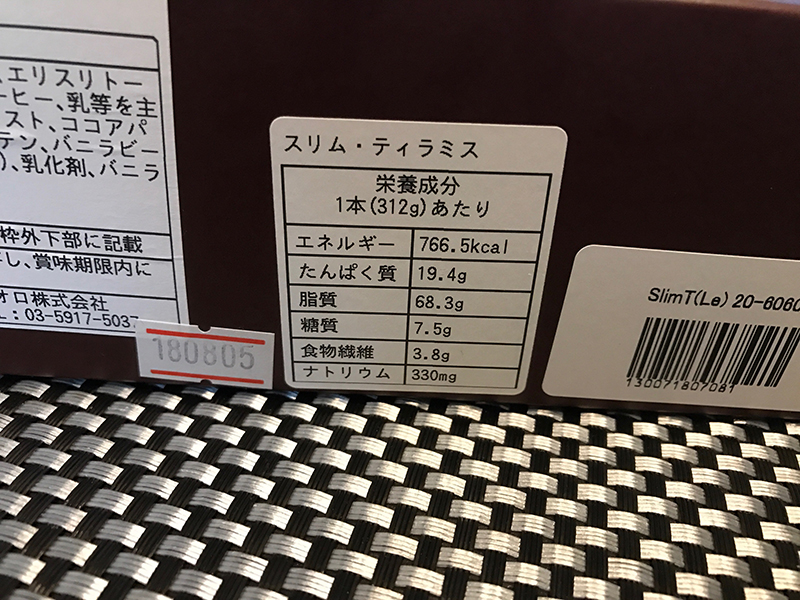 、エリスリトー
ーヒー、乳等を主
スト、ココアパ
テン、バニラビー
)、乳化剤、バニラ
枠外下部に記載
し、賞味期限内に
オロ株式会社
:03-5917-5037
180805
スリム・ティラミス
栄養成分
1本(312g)あたり
エネルギー 766.5kcal
たんぱく質 19.4g
脂質 68.3g
糖質 7.5g
食物繊維 3.8g
ナトリウム 330mg
SlimT(Le) 20-6060
130071807081